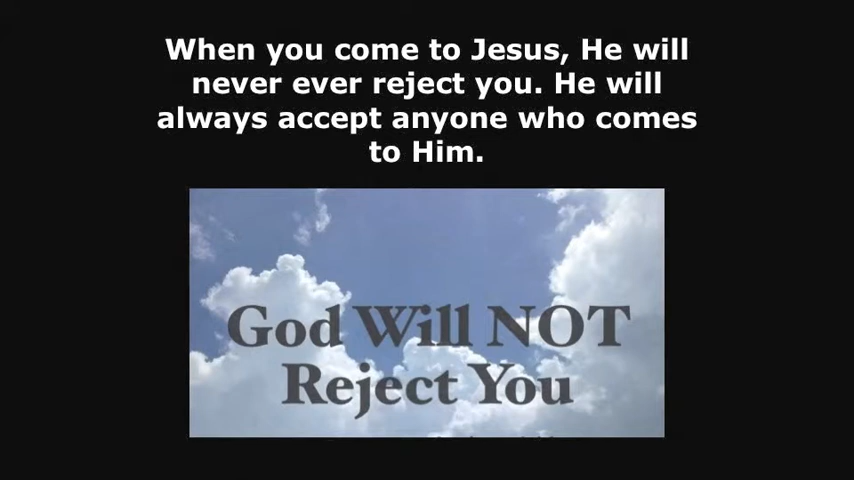 When you come to Jesus, He will
never ever reject you. He will
always accept anyone who comes
to Him.
God Will NOT
Reject You